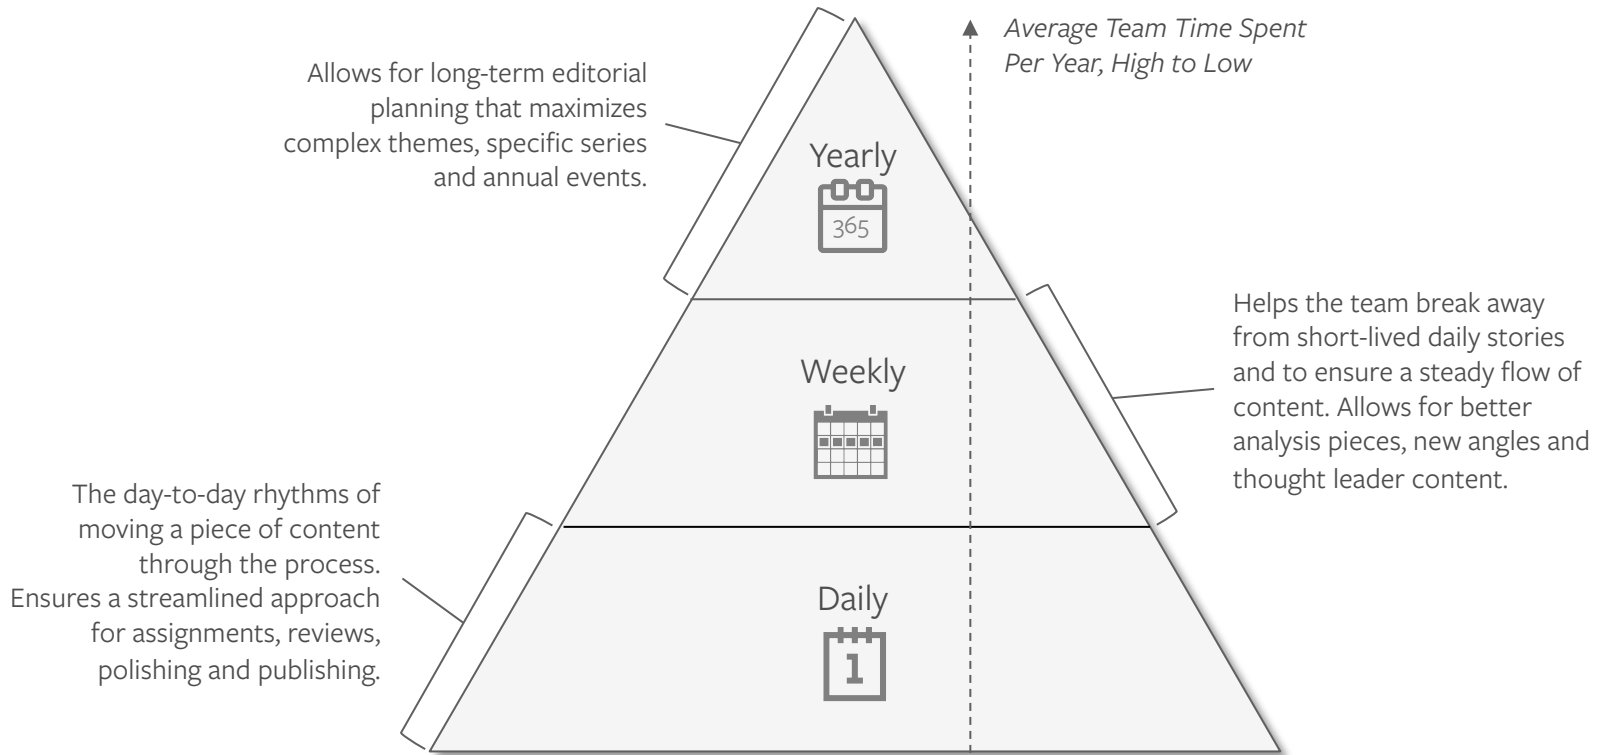 Average Team Time Spent
Per Year, High to Low
Allows for long-term editorial
planning that maximizes
complex themes, specific series
and annual events.
Yearly
365
Helps the team break away
from short-lived daily stories
and to ensure a steady flow of
content. Allows for better
analysis pieces, new angles and
thought leader content.
Weekly
The day-to-day rhythms of
moving a piece of content
through the process.
Ensures a streamlined approach
for assignments, reviews,
polishing and publishing.
Daily
1